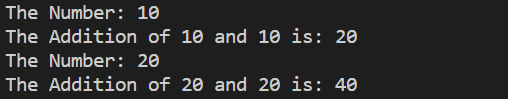 The Number: 10
The Addition of 10 and 10 is: 20
The Number: 20
The Addition of 20 and 20 is: 40